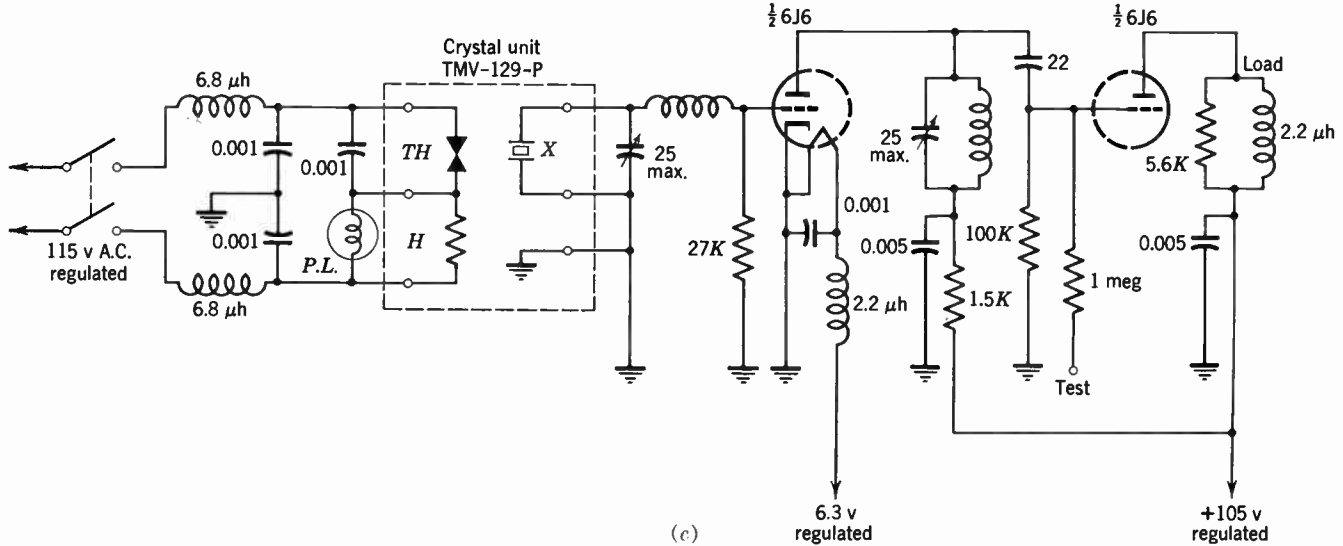 Crystal unit
TMV-129-P
½ 6J6
½ 6J6
6.8 μh
22
Load
0.001
0.001
TH
X
25
max.
25
max.
5.6K
2.2 μh
115 v A.C.
regulated
0.001
P.L.
H
27K
0.001
0.005
100K
0.005
6.8 μh
2.2 μh
1.5K
1 meg
Test
6.3 v
regulated
+105 v
regulated
(c)